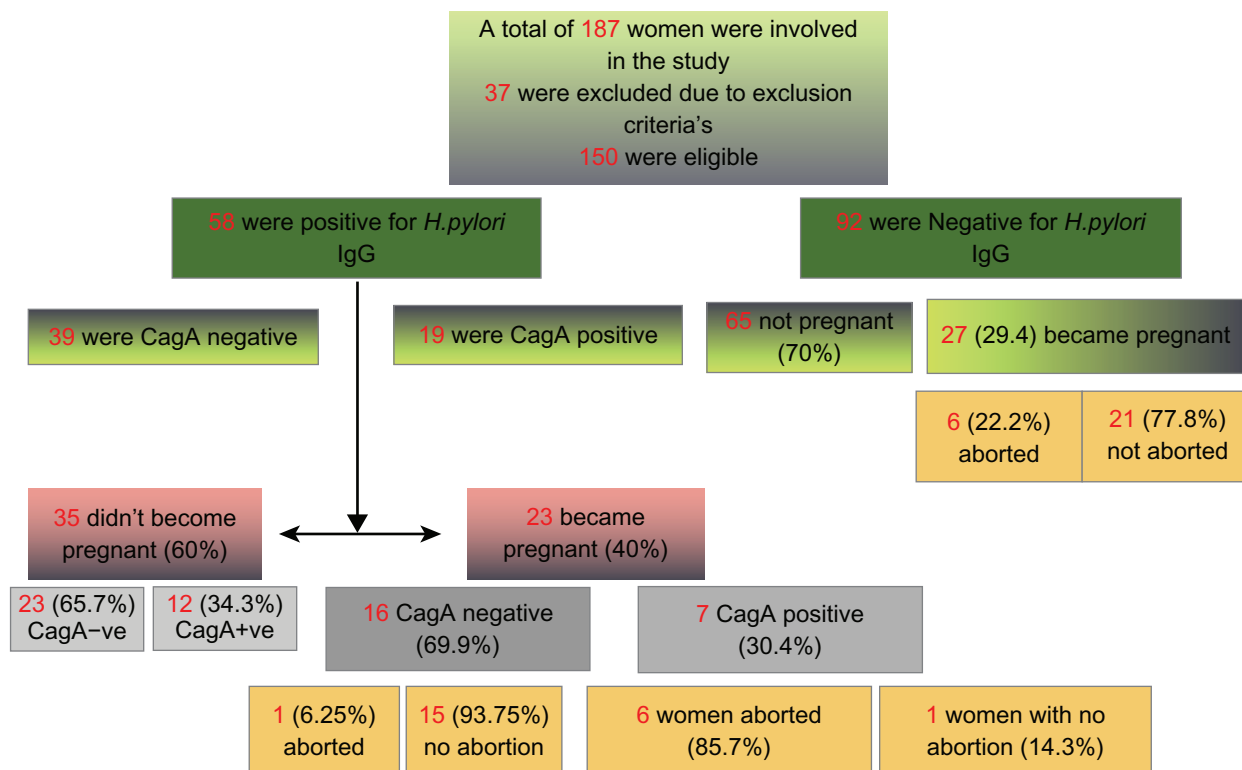 A total of 187 women were involved
in the study
37 were excluded due to exclusion
criteria's
150 were eligible
58 were positive for H.pylori
IgG
92 were Negative for H.pylori
IgG
39 were CagA negative
19 were CagA positive
65 not pregnant
(70%)
27 (29.4) became pregnant
6 (22.2%)
aborted
21 (77.8%)
not aborted
35 didn't become
pregnant (60%)
23 became
pregnant (40%)
23 (65.7%)
CagA−ve
12 (34.3%)
CagA+ve
16 CagA negative
(69.9%)
7 CagA positive
(30.4%)
1 (6.25%)
aborted
15 (93.75%)
no abortion
6 women aborted
(85.7%)
1 women with no
abortion (14.3%)